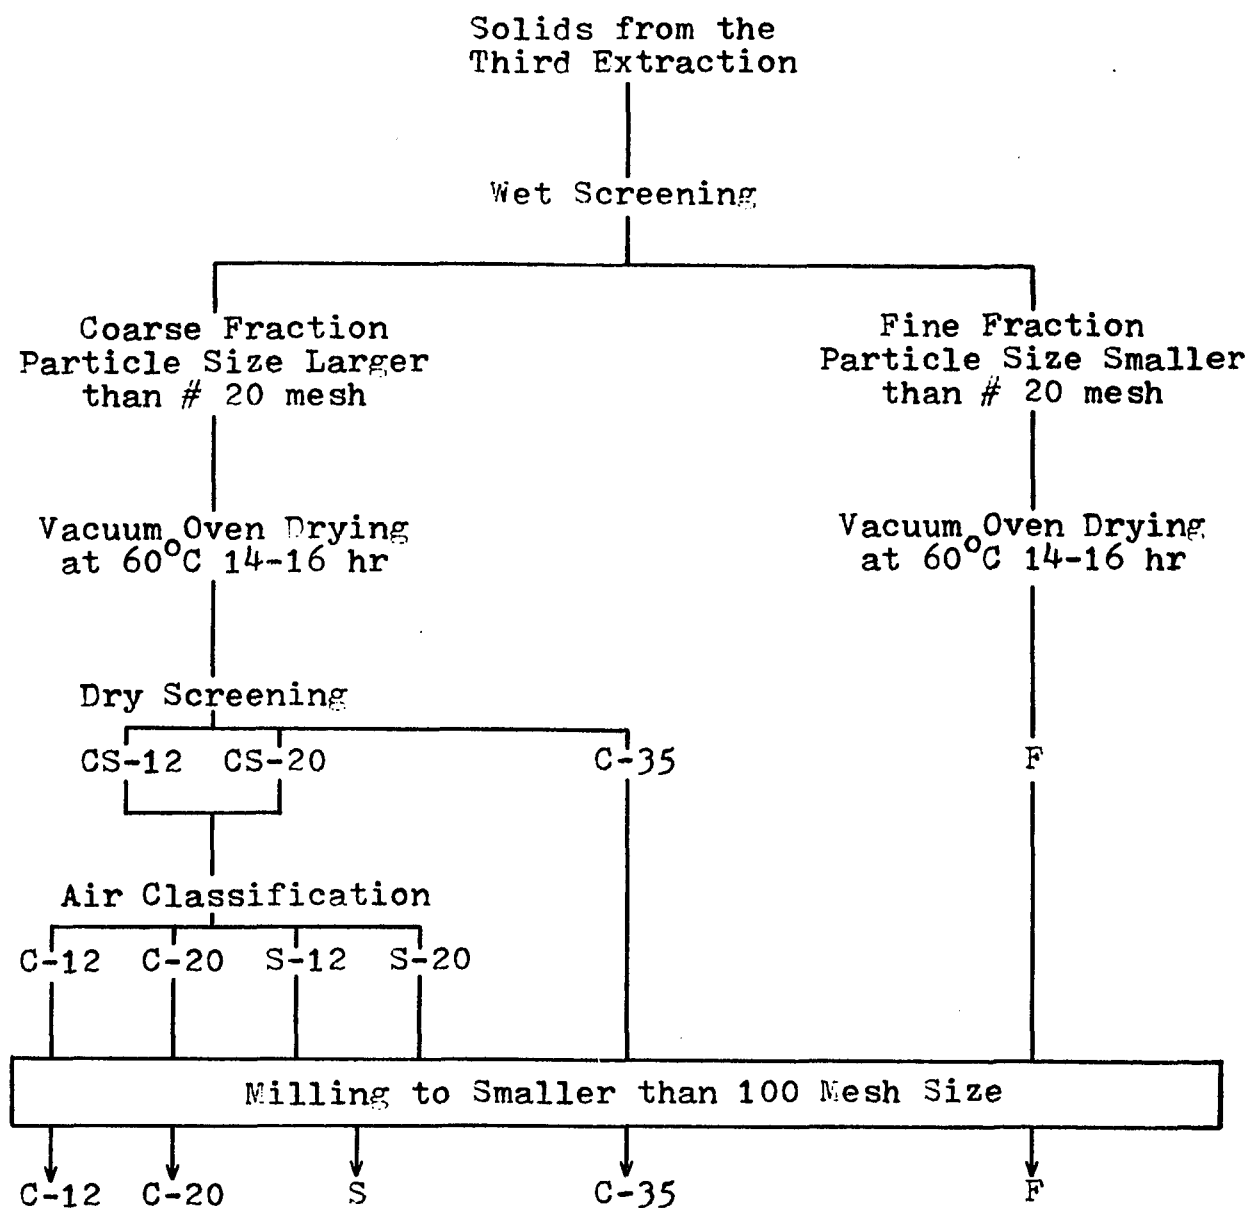 Solids from the
Third Extraction
Wet Screening
Coarse Fraction
Particle Size Larger
than # 20 mesh
Fine Fraction
Particle Size Smaller
than # 20 mesh
Vacuum Oven Drying
at 60°C 14-16 hr
Vacuum Oven Drying
at 60°C 14-16 hr
Dry Screening
CS-12 CS-20 C-35 F
Air Classification
C-12 C-20 S-12 S-20
Milling to Smaller than 100 Mesh Size
C-12 C-20 S C-35 F